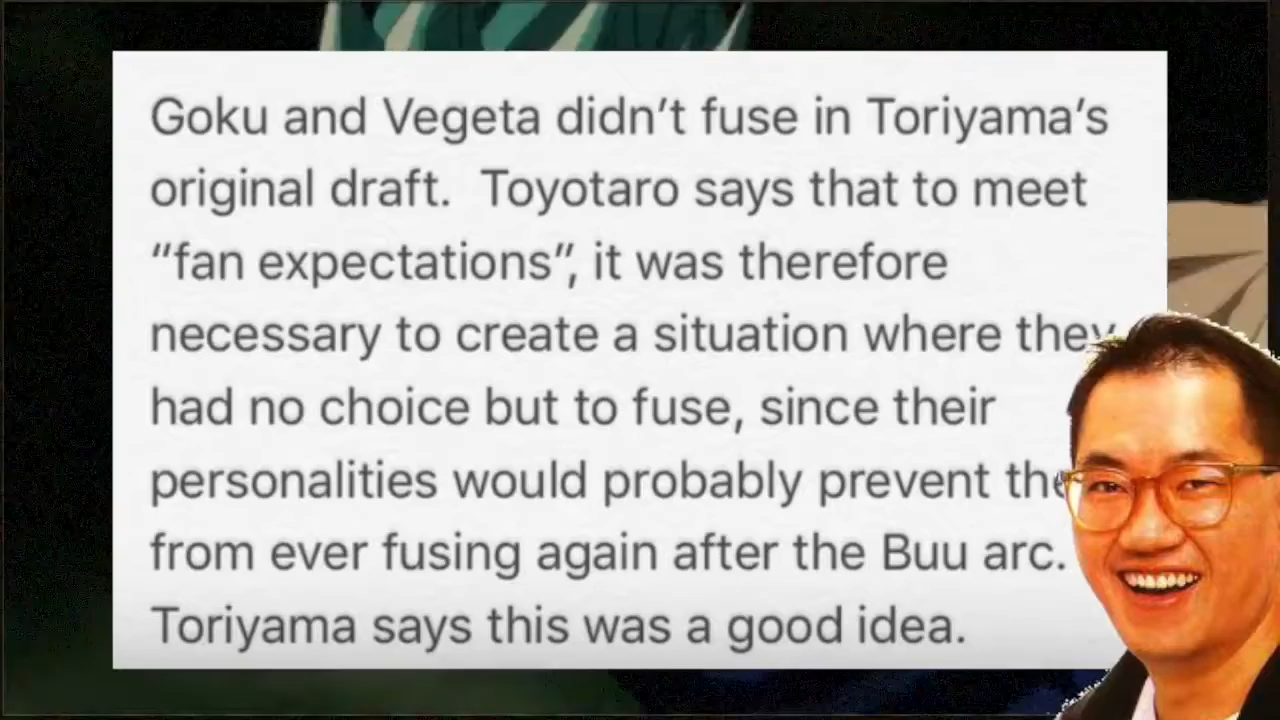 Goku and Vegeta didn’t fuse in Toriyama’s
original draft.  Toyotaro says that to meet
“fan expectations”, it was therefore
necessary to create a situation where they
had no choice but to fuse, since their
personalities would probably prevent the
from ever fusing again after the Buu arc.
Toriyama says this was a good idea.